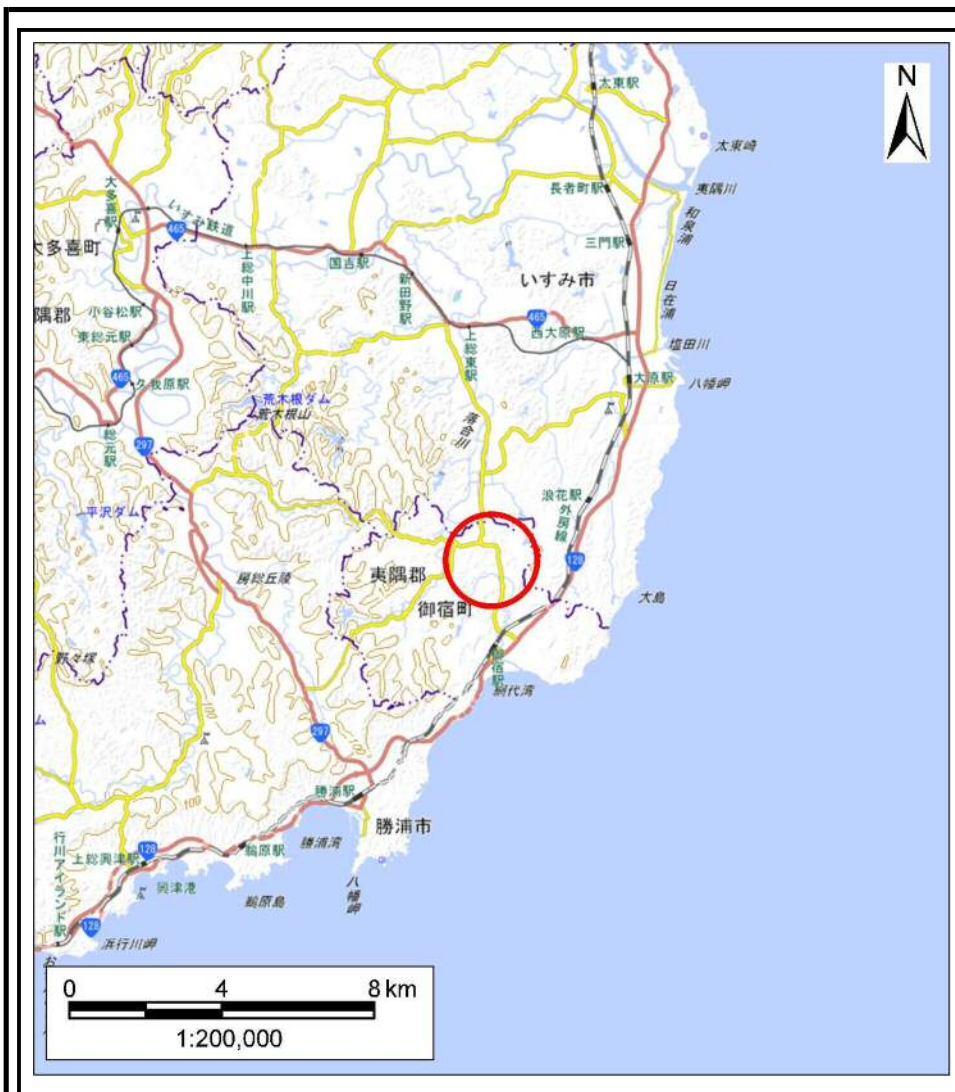 N
太東駅
太東崎
夷隅川
長者町駅
和泉浦
三門駅
大多喜駅
いすみ鉄道
465
大多喜町
上総中川駅
国吉駅
新田野駅
いすみ市
日在浦
隅郡
小谷松駅
東総元駅
465
西大原駅
上総東駅
塩田川
大原駅
八幡岬
465
久我原駅
荒木根ダム
荒木根山
落合川
総元駅
297
平沢ダム
浪花駅
外房線
128
房総丘陵
夷隅郡
御宿町
大島
野々塚
御宿駅
網代湾
ム
297
100
勝浦駅
勝浦市
勝浦湾
八幡岬
行川アイランド駅
上総興津駅
128
鵜原駅
興津港
鵜原島
128
浜行川岬
お
0 4 8 km
1:200,000